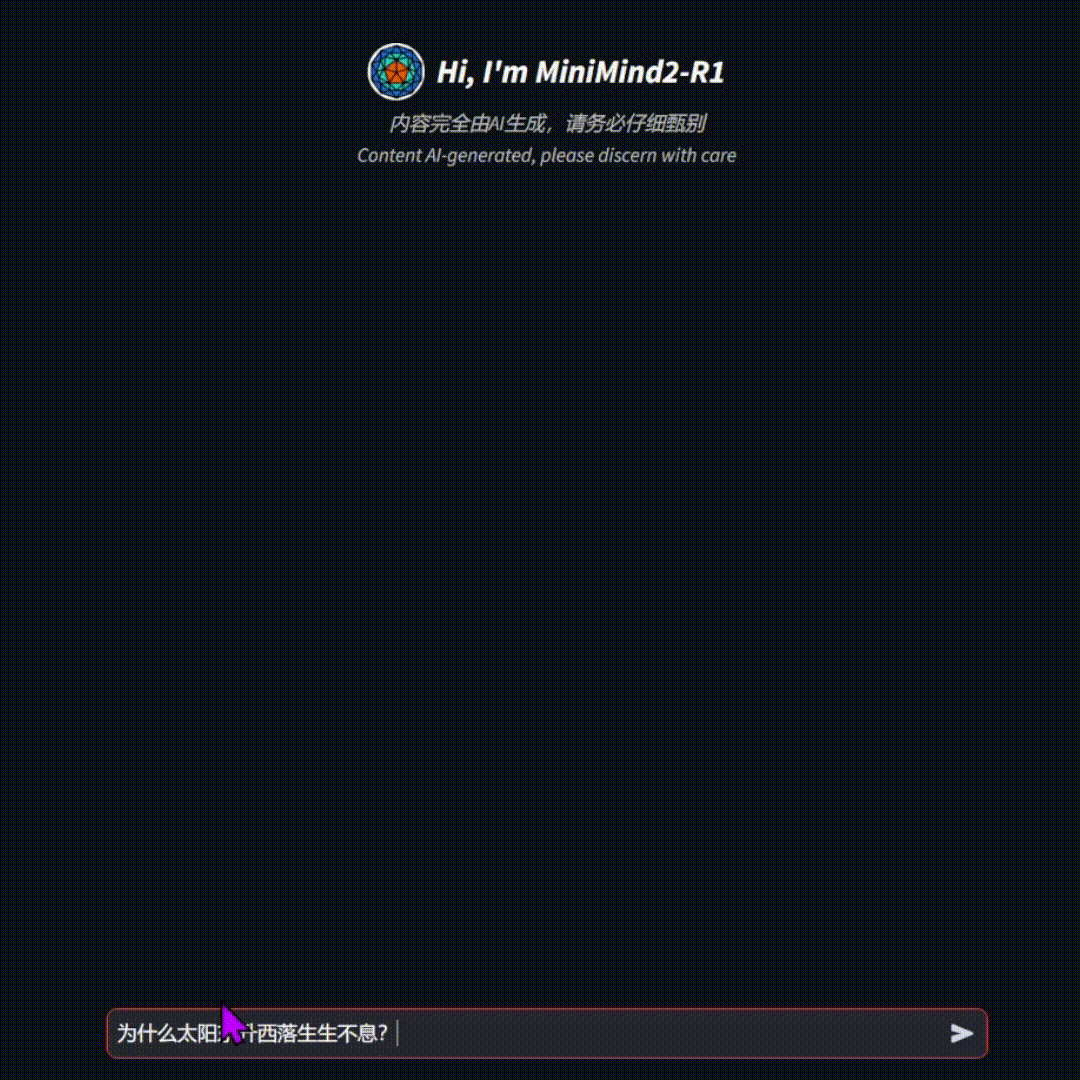 Hi, I'm MiniMind2-R1
内容完全由AI生成，请务必仔细甄别
Content AI-generated, please discern with care
为什么太阳东升西落生生不息?